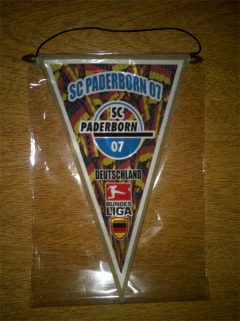 SC PADERBORN 07
SC
PADERBORN
07
DEUTSCHLAND
BUNDES
LIGA